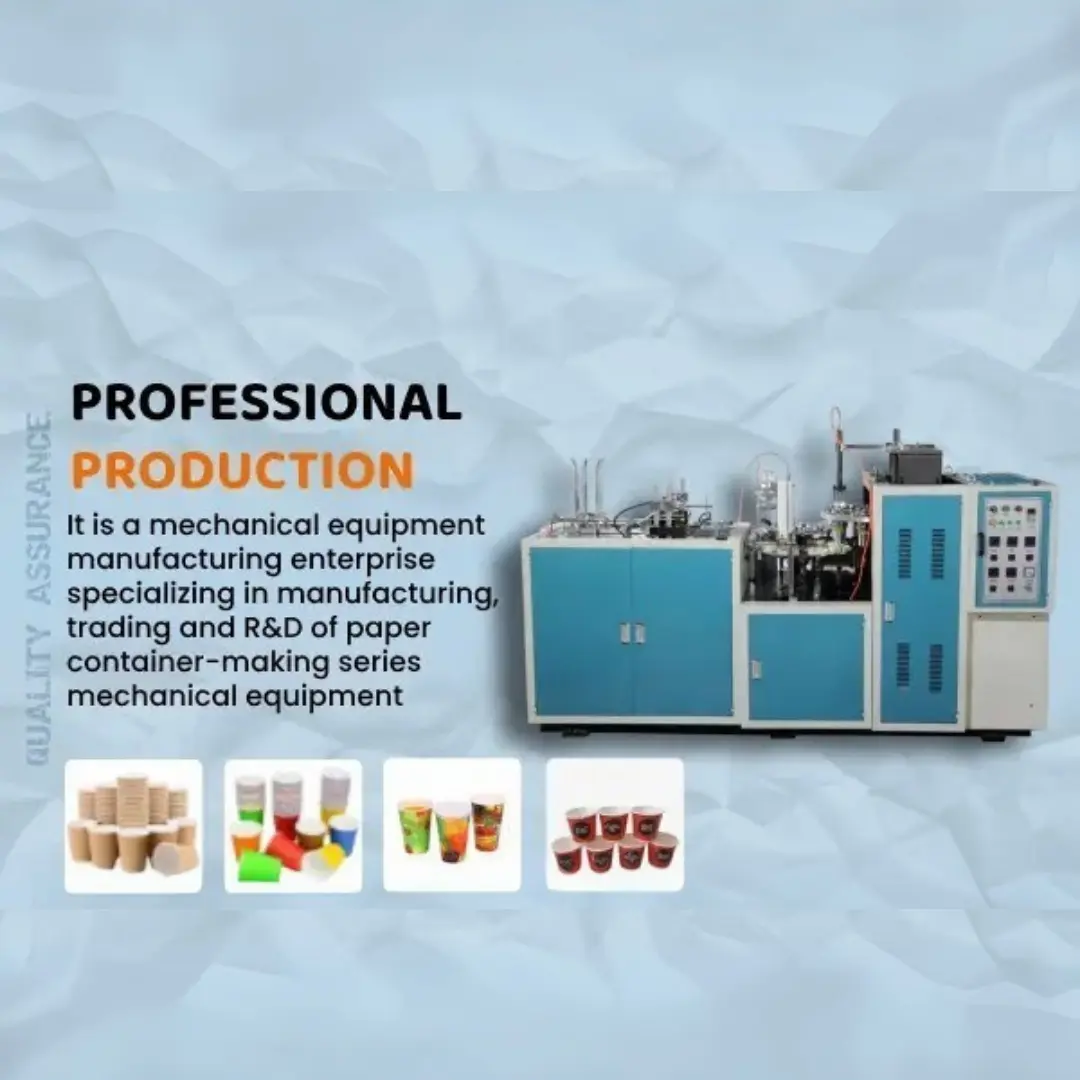 PROFESSIONAL
PRODUCTION
It is a mechanical equipment
manufacturing enterprise
specializing in manufacturing,
trading and R&D of paper
container-making series
mechanical equipment
QUALITY ASSURANCE